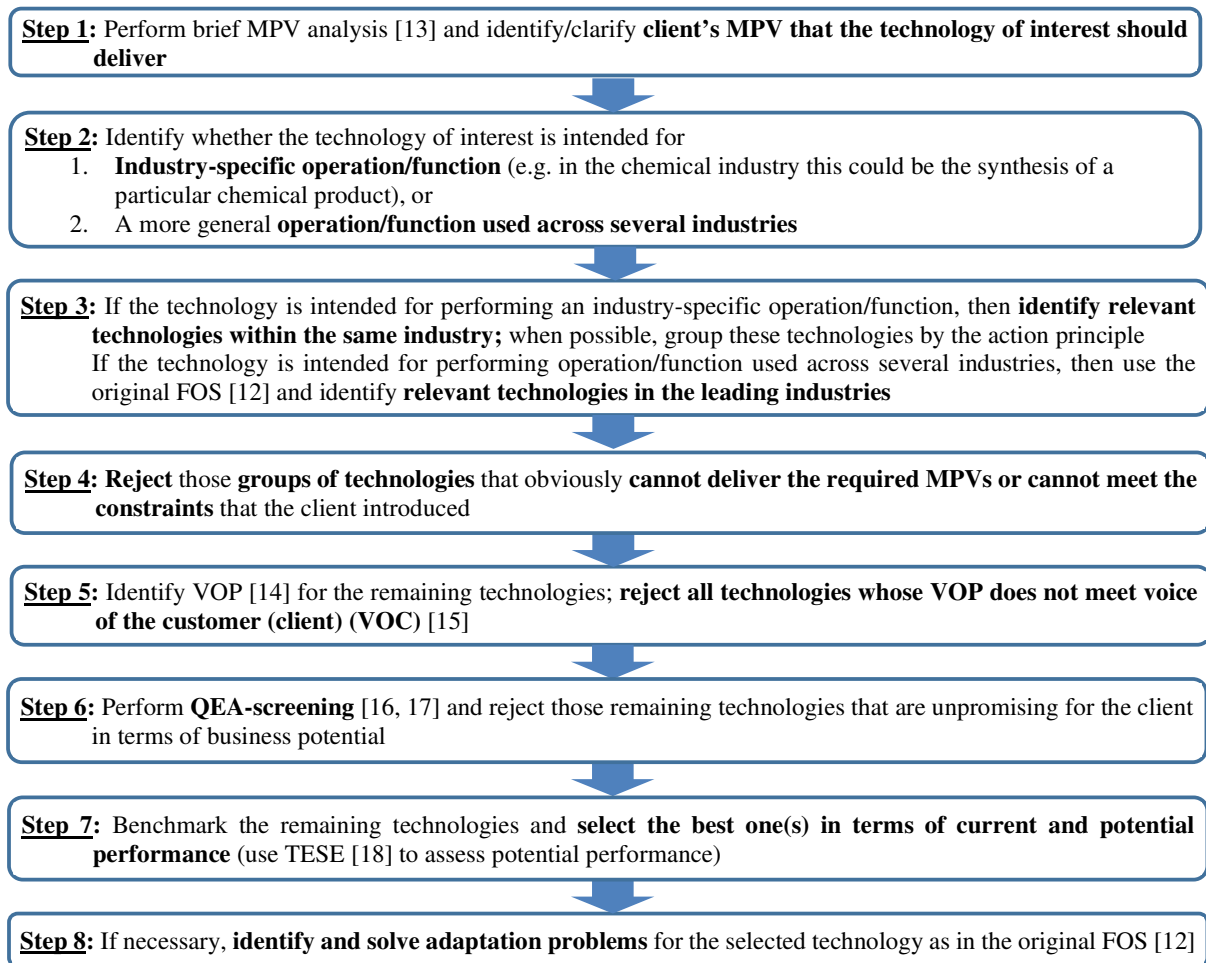 Step 1: Perform brief MPV analysis [13] and identify/clarify client's MPV that the technology of interest should
deliver
Step 2: Identify whether the technology of interest is intended for
1. Industry-specific operation/function (e.g. in the chemical industry this could be the synthesis of a
particular chemical product), or
2. A more general operation/function used across several industries
Step 3: If the technology is intended for performing an industry-specific operation/function, then identify relevant
technologies within the same industry; when possible, group these technologies by the action principle
If the technology is intended for performing operation/function used across several industries, then use the
original FOS [12] and identify relevant technologies in the leading industries
Step 4: Reject those groups of technologies that obviously cannot deliver the required MPVs or cannot meet the
constraints that the client introduced
Step 5: Identify VOP [14] for the remaining technologies; reject all technologies whose VOP does not meet voice
of the customer (client) (VOC) [15]
Step 6: Perform QEA-screening [16, 17] and reject those remaining technologies that are unpromising for the client
in terms of business potential
Step 7: Benchmark the remaining technologies and select the best one(s) in terms of current and potential
performance (use TESE [18] to assess potential performance)
Step 8: If necessary, identify and solve adaptation problems for the selected technology as in the original FOS [12]